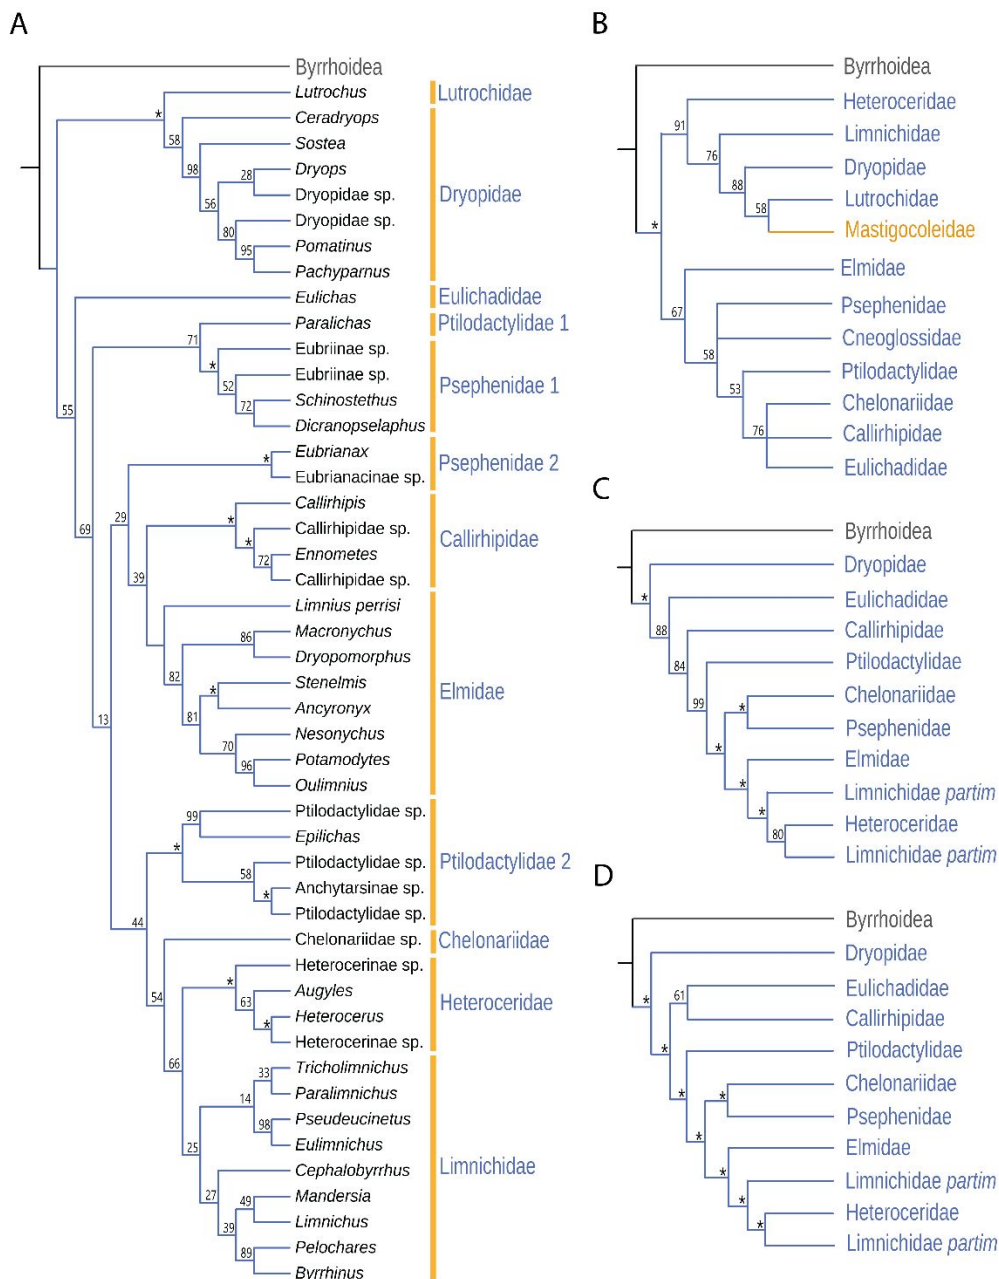 A
Byrrhoidea
Lutrochus
Lutrochidae
*
Ceradryops
58
Sostea
98
Dryops
28
Dryopidae sp.
Dryopidae
56
Dryopidae sp.
80
Pomatinus
95
Pachyparnus
Eulichas
Eulichadidae
Paralichas
Ptilodactylidae 1
71
Eubriinae sp.
*
Eubriinae sp.
52
Psephenidae 1
Schinostethus
72
55
Dicranopselaphus
Eubrianax
*
Psephenidae 2
Eubrianacinae sp.
Callirhipis
29
*
Callirhipidae sp.
69
*
Callirhipidae
Ennometes
72
39
Callirhipidae sp.
Limnius perrisi
Macronychus
86
Dryopomorphus
82
Stenelmis
*
Elmidae
Ancyronyx
81
13
Nesonychus
70
Potamodytes
96
Oulimnius
Ptilodactylidae sp.
99
Epilichas
*
Ptilodactylidae sp.
Ptilodactylidae 2
58
Anchytarsinae sp.
*
Ptilodactylidae sp.
44
Chelonariidae sp.
Chelonariidae
Heterocerinae sp.
*
54
Augyles
63
Heteroceridae
Heterocerus
*
Heterocerinae sp.
66
Tricholimnichus
33
Paralimnichus
14
Pseudeucinetus
98
Eulimnichus
25
Limnichidae
Cephalobyrrhus
27
Mandersia
49
Limnichus
39
Pelochares
89
Byrrhinus
B
Byrrhoidea
Heteroceridae
91
Limnichidae
76
Dryopidae
88
Lutrochidae
58
*
Mastigocoleidae
Elmidae
67
Psephenidae
58
Cneoglossidae
Ptilodactylidae
53
Chelonariidae
76
Callirhipidae
Eulichadidae
C
Byrrhoidea
Dryopidae
*
Eulichadidae
88
Callirhipidae
84
Ptilodactylidae
99
Chelonariidae
*
Psephenidae
*
Elmidae
*
Limnichidae partim
*
Heteroceridae
80
Limnichidae partim
D
Byrrhoidea
Dryopidae
*
Eulichadidae
61
Callirhipidae
*
Ptilodactylidae
*
Chelonariidae
*
Psephenidae
*
Elmidae
*
Limnichidae partim
*
Heteroceridae
*
Limnichidae partim